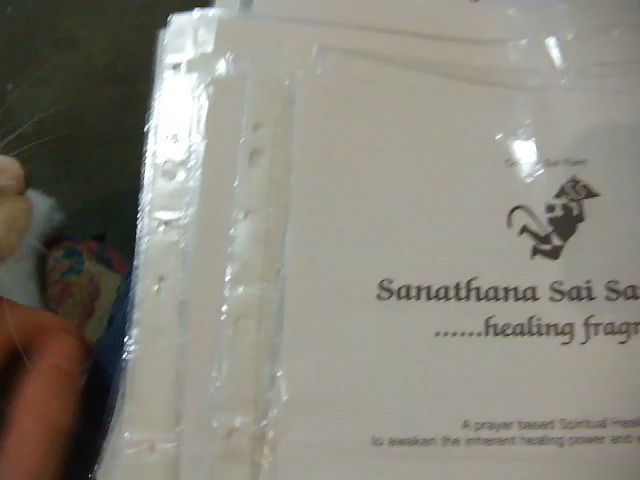 Sanathana Sai Sa
......healing fragr
A prayer based Spiritual Heal
to awaken the inherent healing power and